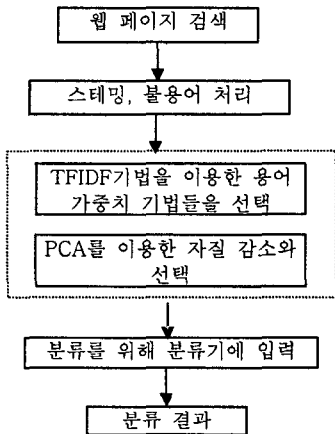 웹 페이지 검색
스테밍, 불용어 처리
TFIDF기법을 이용한 용어
가중치 기법들을 선택
PCA를 이용한 자질 감소와
선택
분류를 위해 분류기에 입력
분류 결과